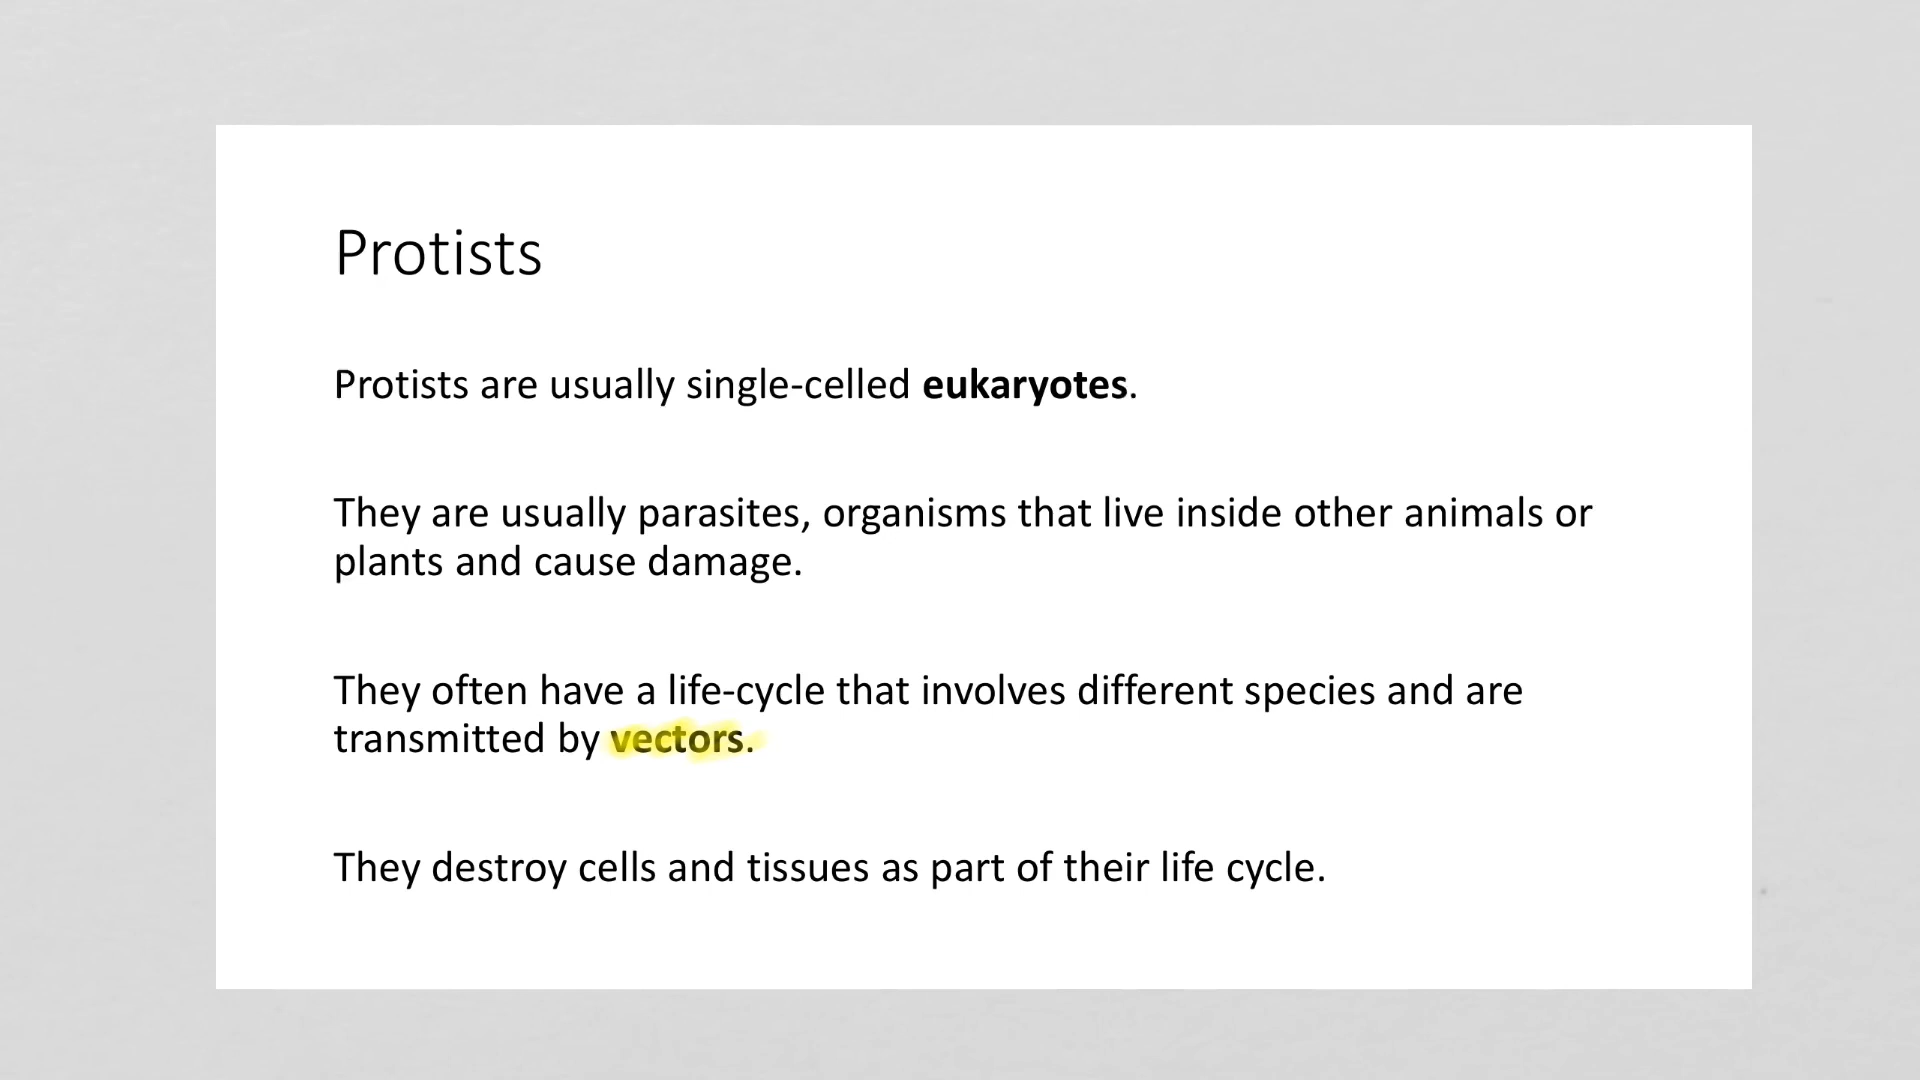 Protists
Protists are usually single-celled eukaryotes.
They are usually parasites, organisms that live inside other animals or
plants and cause damage.
They often have a life-cycle that involves different species and are
transmitted by vectors.
They destroy cells and tissues as part of their life cycle.